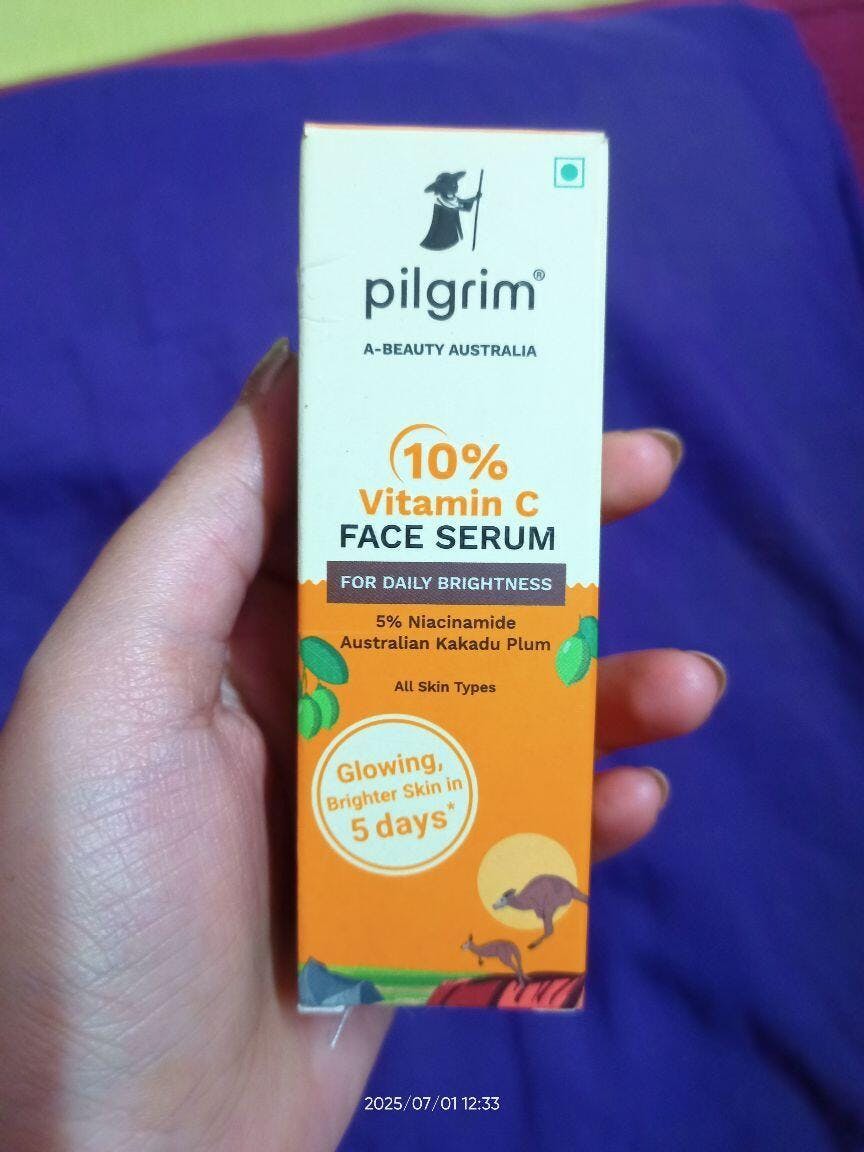 pilgrim®
A-BEAUTY AUSTRALIA
10%
Vitamin C
FACE SERUM
FOR DAILY BRIGHTNESS
5% Niacinamide
Australian Kakadu Plum
All Skin Types
Glowing,
Brighter Skin in
5 days*
2025/07/01 12:33